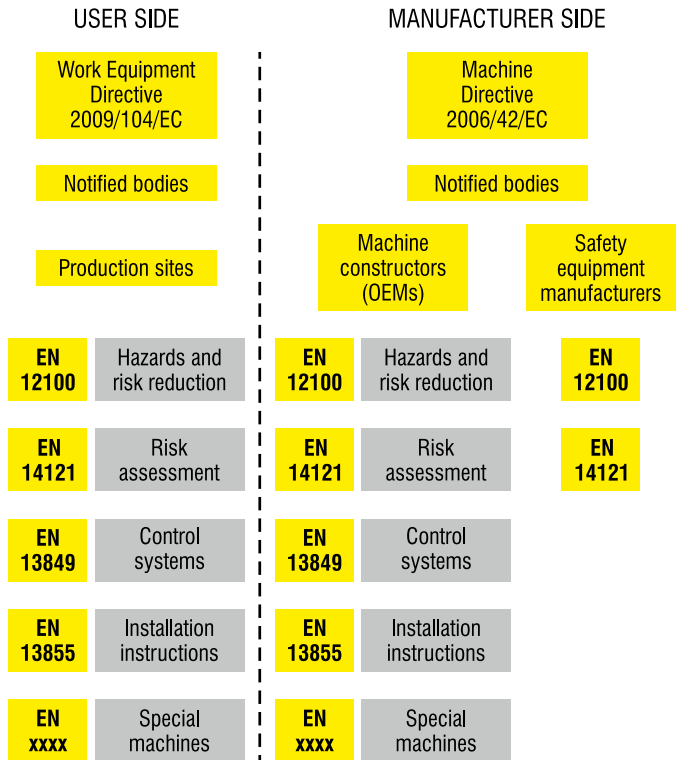 USER SIDE
MANUFACTURER SIDE
Work Equipment
Directive
2009/104/EC
Machine
Directive
2006/42/EC
Notified bodies
Notified bodies
Production sites
Machine
constructors
(OEMs)
Safety
equipment
manufacturers
EN
12100
Hazards and
risk reduction
EN
12100
Hazards and
risk reduction
EN
12100
EN
14121
Risk
assessment
EN
14121
Risk
assessment
EN
14121
EN
13849
Control
systems
EN
13849
Control
systems
EN
13855
Installation
instructions
EN
13855
Installation
instructions
EN
xxxx
Special
machines
EN
xxxx
Special
machines